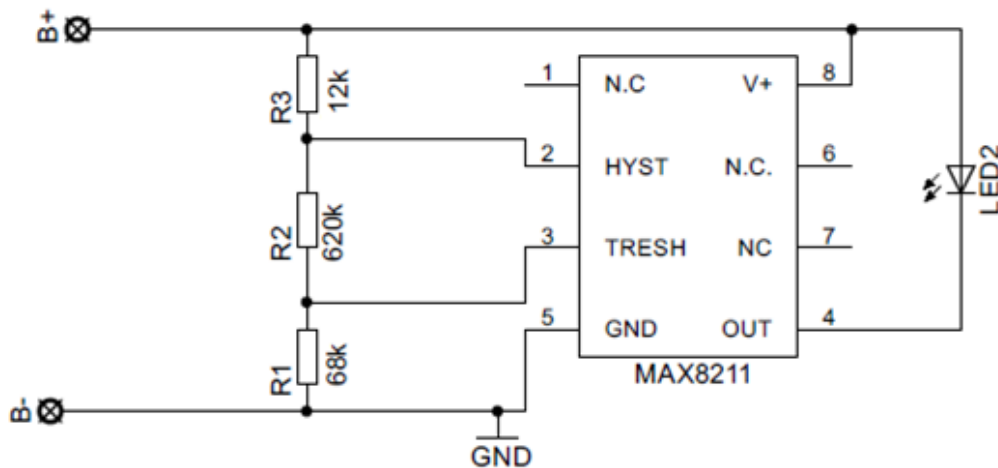 B+
R3 12k
R2 620k
R1 68k
B-
GND
1 N.C V+ 8
2 HYST N.C. 6
3 TRESH NC 7
5 GND OUT 4
MAX8211
LED2